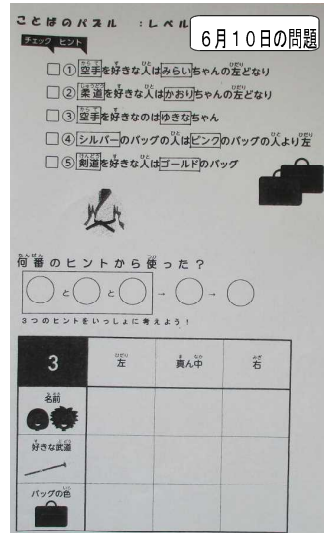 ことばのパズル :レベル
6月10日の問題
チェック ヒント
①空手を好きな人はみらいちゃんの左どなり
②柔道を好きな人はかおりちゃんの左どなり
③空手を好きなのはゆきなちゃん
④シルバーのバッグの人はピンクのバッグの人より左
⑤剣道を好きな人はゴールドのバッグ
何番のヒントから使った?
と と → →
3つのヒントをいっしょに考えよう!
3 左 真ん中 右
名前
好きな武道
バッグの色